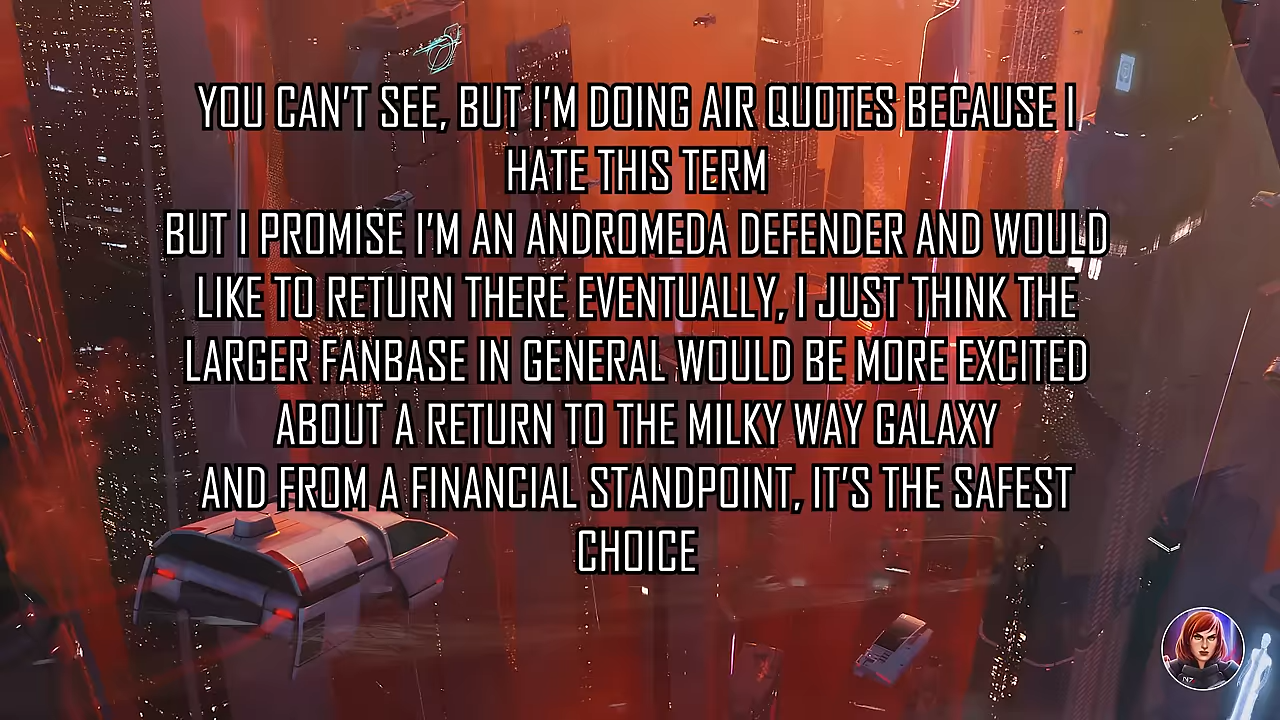 YOU CAN'T SEE, BUT I'M DOING AIR QUOTES BECAUSE I
HATE THIS TERM
BUT I PROMISE I'M AN ANDROMEDA DEFENDER AND WOULD
LIKE TO RETURN THERE EVENTUALLY, I JUST THINK THE
LARGER FANBASE IN GENERAL WOULD BE MORE EXCITED
ABOUT A RETURN TO THE MILKY WAY GALAXY
AND FROM A FINANCIAL STANDPOINT, IT'S THE SAFEST
CHOICE
N7